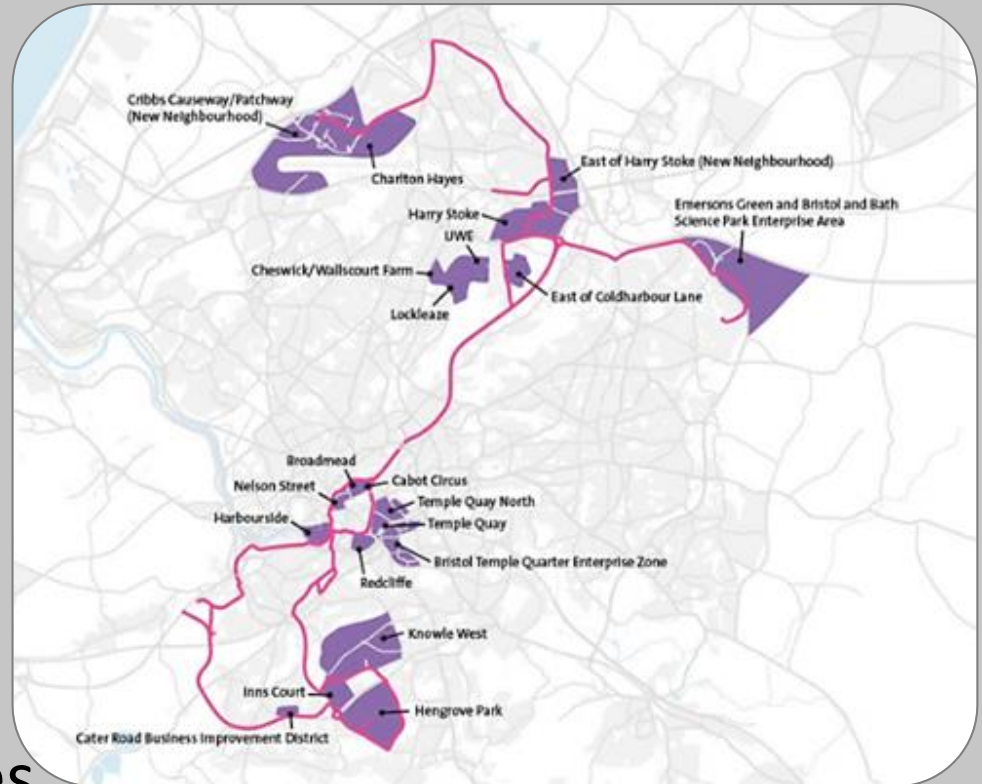 Cribbs Causeway/Patchway
(New Neighbourhood)
Charlton Hayes
East of Harry Stoke (New Neighbourhood)
Emersons Green and Bristol and Bath
Science Park Enterprise Area
Harry Stoke
UWE
Cheswick/Wallscourt Farm
East of Coldharbour Lane
Lockleaze
Broadmead
Cabot Circus
Nelson Street
Temple Quay North
Harbourside
Temple Quay
Bristol Temple Quarter Enterprise Zone
Redcliffe
Knowle West
Inns Court
Hengrove Park
Cater Road Business Improvement District